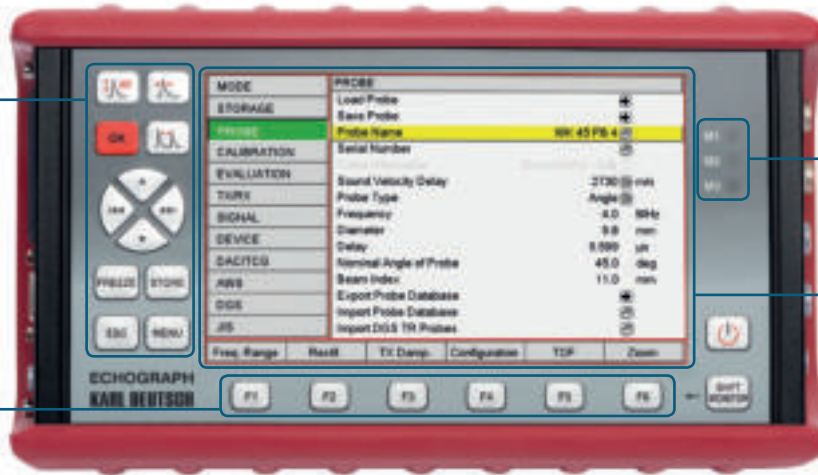 MODE
STORAGE
PROBE
CALIBRATION
EVALUATION
TX/RX
SIGNAL
DEVICE
DAC/TCG
AWS
DGS
JIS
PROBE
Load Probe
Save Probe
Probe Name WK 45 PB 4
Serial Number
Sound Velocity Delay 2730 mm
Probe Type Angle
Frequency 4.0 MHz
Diameter 9.8 mm
Delay us
Nominal Angle of Probe 45.0 deg
Beam Index 11.0 mm
Export Probe Database
Import Probe Database
Import DGS TR Probes
Freq. Range Rectif. TX Damp. Configuration TOF Zoom
OK
FREEZE STORE
ESC MENU
M1
M2
M3
ECHOGRAPH
KARL DEUTSCH
F1 F2 F3 F4 F5 F6
SHIFT
MONITOR